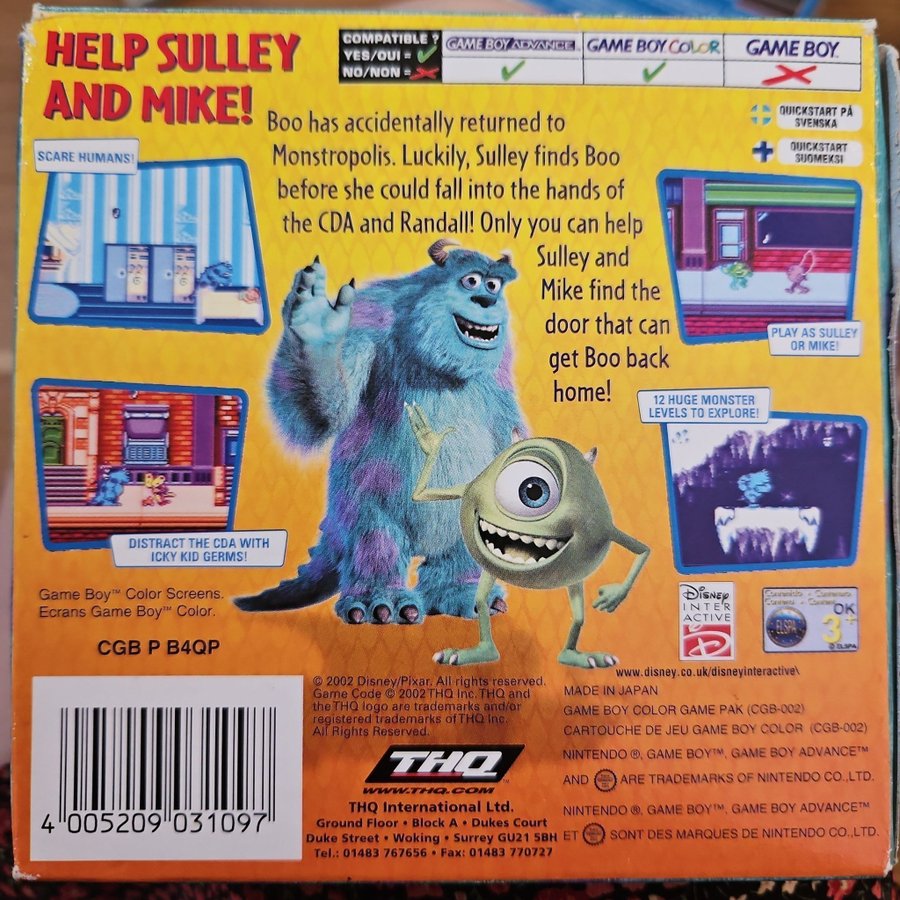 HELP SULLEY
AND MIKE!
COMPATIBLE ?
YES/OUI =
NO/NON =
GAME BOY ADVANCE
GAME BOY COLOR
GAME BOY™
QUICKSTART PÅ
SVENSKA
QUICKSTART
SUOMEKSI
Boo has accidentally returned to
Monstropolis. Luckily, Sulley finds Boo
before she could fall into the hands of
the CDA and Randall! Only you can help
Sulley and
Mike find the
door that can
get Boo back
home!
SCARE HUMANS!
PLAY AS SULLEY
OR MIKE!
12 HUGE MONSTER
LEVELS TO EXPLORE!
DISTRACT THE CDA WITH
ICKY KID GERMS!
Game Boy™ Color Screens.
Ecrans Game Boy™ Color.
CGB P B4QP
Disney
INTER
ACTIVE
ELSPA
OK
3+
© ELSPA
www.disney.co.uk/disneyinteractive\
© 2002 Disney/Pixar. All rights reserved.
Game Code © 2002 THQ Inc. THQ and
the THQ logo are trademarks and/or
registered trademarks of THQ Inc.
All Rights Reserved.
MADE IN JAPAN
GAME BOY COLOR GAME PAK (CGB-002)
CARTOUCHE DE JEU GAME BOY COLOR (CGB-002)
NINTENDO ®, GAME BOY™, GAME BOY ADVANCE™
AND ARE TRADEMARKS OF NINTENDO CO.,LTD.
NINTENDO ®, GAME BOY™, GAME BOY ADVANCE™
ET SONT DES MARQUES DE NINTENDO CO.,LTD.
THQ™
WWW.THQ.COM
THQ International Ltd.
Ground Floor • Block A • Dukes Court
Duke Street • Woking • Surrey GU21 5BH
Tel.: 01483 767656 • Fax: 01483 770727
4 005209 031097